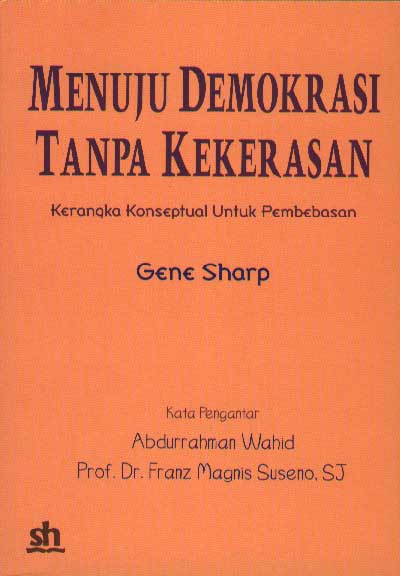 MENUJU DEMOKRASI
TANPA KEKERASAN
Kerangka Konseptual Untuk Pembebasan
Gene Sharp
Kata Pengantar
Abdurrahman Wahid
Prof. Dr. Franz Magnis Suseno, SJ
sh